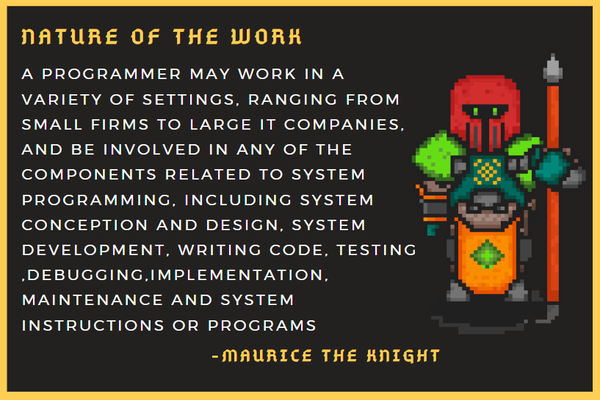 NATURE OF THE WORK
A PROGRAMMER MAY WORK IN A
VARIETY OF SETTINGS, RANGING FROM
SMALL FIRMS TO LARGE IT COMPANIES,
AND BE INVOLVED IN ANY OF THE
COMPONENTS RELATED TO SYSTEM
PROGRAMMING, INCLUDING SYSTEM
CONCEPTION AND DESIGN, SYSTEM
DEVELOPMENT, WRITING CODE, TESTING
,DEBUGGING,IMPLEMENTATION,
MAINTENANCE AND SYSTEM
INSTRUCTIONS OR PROGRAMS
-MAURICE THE KNIGHT